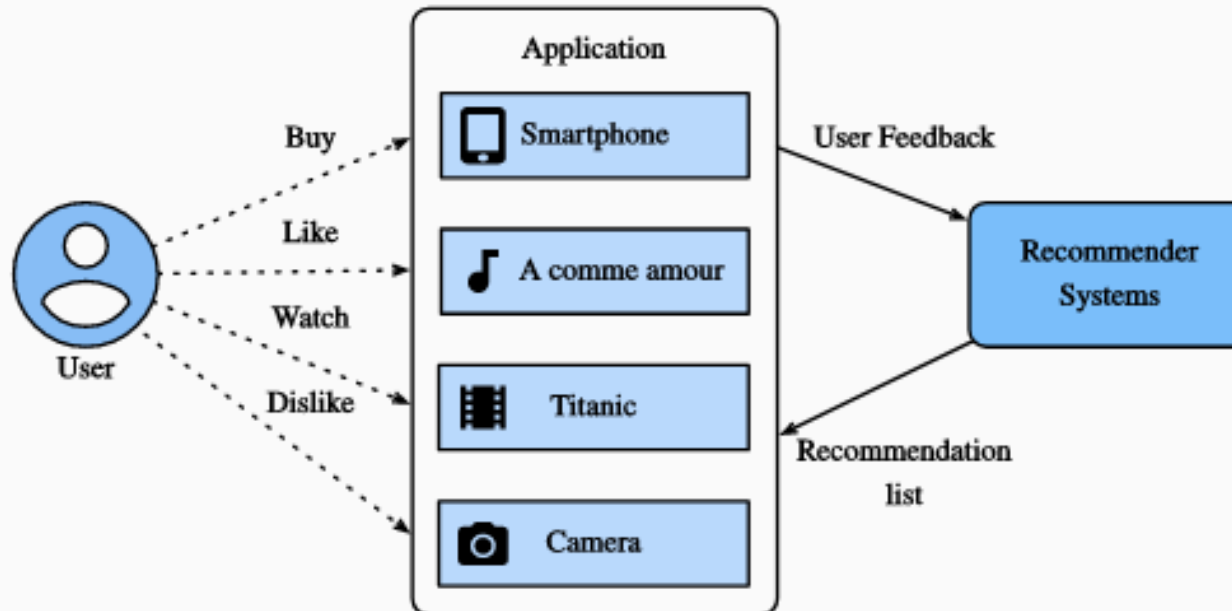 Application
Buy
Smartphone
User Feedback
Like
A comme amour
Recommender
Systems
Watch
User
Dislike
Titanic
Recommendation
list
Camera